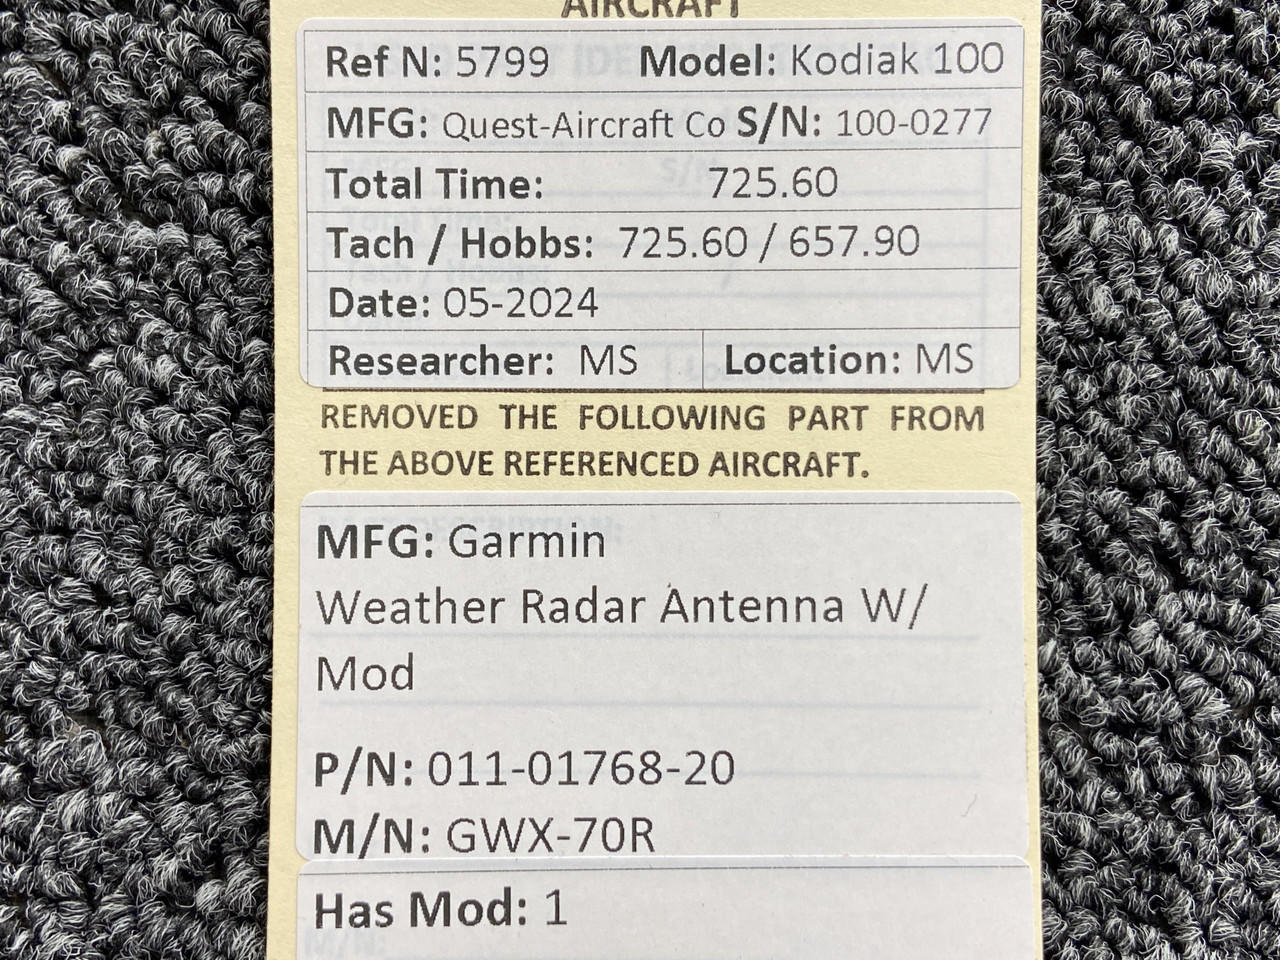 AIRCRAFT
Ref N: 5799 Model: Kodiak 100
MFG: Quest-Aircraft Co S/N: 100-0277
Total Time: 725.60
Tach / Hobbs: 725.60 / 657.90
Date: 05-2024
Researcher: MS Location: MS
REMOVED THE FOLLOWING PART FROM
THE ABOVE REFERENCED AIRCRAFT.
MFG: Garmin
Weather Radar Antenna W/
Mod
P/N: 011-01768-20
M/N: GWX-70R
Has Mod: 1